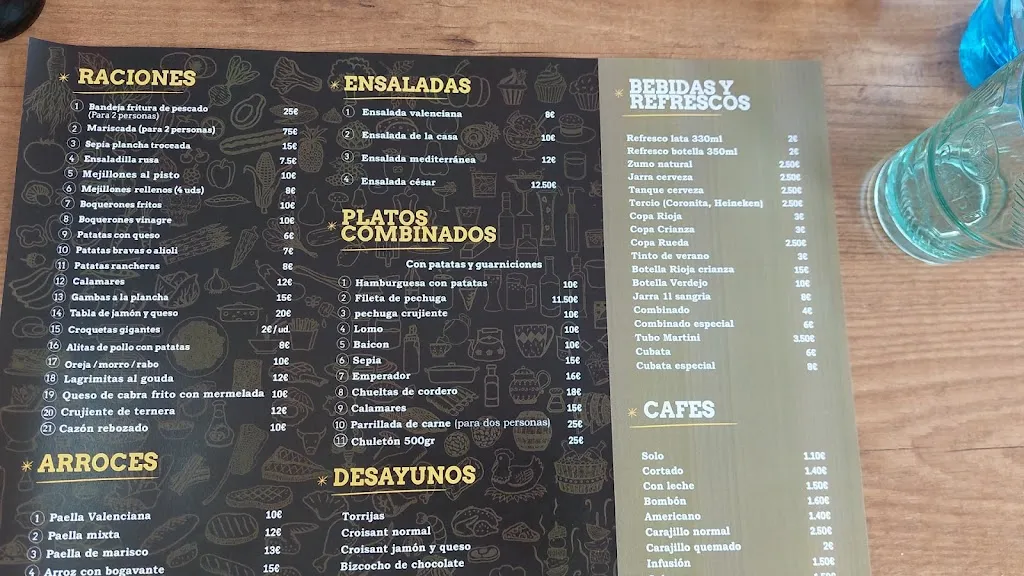 RACIONES
1 Bandeja fritura de pescado 25€
(Para 2 personas)
2 Mariscada (para 2 personas) 75€
3 Sepia plancha troceada 15€
4 Ensaladilla rusa 7.5€
5 Mejillones al pisto 10€
6 Mejillones rellenos (4 uds) 8€
7 Boquerones fritos 10€
8 Boquerones vinagre 10€
9 Patatas con queso 6€
10 Patatas bravas o alioli 7€
11 Patatas rancheras 8€
12 Calamares 12€
13 Gambas a la plancha 15€
14 Tabla de jamón y queso 20€
15 Croquetas gigantes 2€/ud.
16 Alitas de pollo con patatas 8€
17 Oreja / morro / rabo 10€
18 Lagrimitas al gouda 12€
19 Queso de cabra frito con mermelada 10€
20 Crujiente de ternera 12€
21 Cazón rebozado 10€
ARROCES
1 Paella Valenciana 10€
2 Paella mixta 12€
3 Paella de marisco 13€
4 Arroz con bogavante 15€
ENSALADAS
1 Ensalada valenciana 8€
2 Ensalada de la casa 10€
3 Ensalada mediterránea 12€
4 Ensalada césar 12.50€
PLATOS
COMBINADOS
Con patatas y guarniciones
1 Hamburguesa con patatas 10€
2 Fileta de pechuga 11.50€
3 pechuga crujiente 10€
4 Lomo 10€
5 Baicon 10€
6 Sepia 15€
7 Emperador 16€
8 Chueltas de cordero 18€
9 Calamares 15€
10 Parrillada de carne (para dos personas) 25€
11 Chuletón 500gr 25€
DESAYUNOS
Torrijas
Croisant normal
Croisant jamón y queso
Bizcocho de chocolate
BEBIDAS Y
REFRESCOS
Refresco lata 330ml 2€
Refresco botella 350ml 2€
Zumo natural 2.50€
Jarra cerveza 2.50€
Tanque cerveza 2.50€
Tercio (Coronita, Heineken) 2.50€
Copa Rioja 3€
Copa Crianza 3€
Copa Rueda 2.50€
Tinto de verano 3€
Botella Rioja crianza 15€
Botella Verdejo 10€
Jarra 1l sangria 8€
Combinado 4€
Combinado especial 6€
Tubo Martini 3.50€
Cubata 6€
Cubata especial 8€
CAFES
Solo 1.10€
Cortado 1.40€
Con leche 1.50€
Bombón 1.60€
Americano 1.40€
Carajillo normal 2.50€
Carajillo quemado 2€
Infusión 1.50€